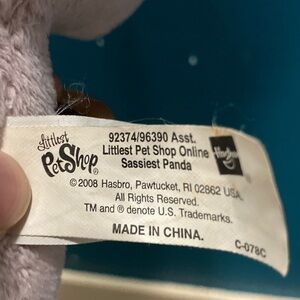 Littlest
PetShop
92374/96390 Asst.
Littlest Pet Shop Online
Sassiest Panda
Hasbro
© 2008 Hasbro, Pawtucket, RI 02862 USA.
All Rights Reserved.
TM and ® denote U.S. Trademarks.
MADE IN CHINA.
C-078C